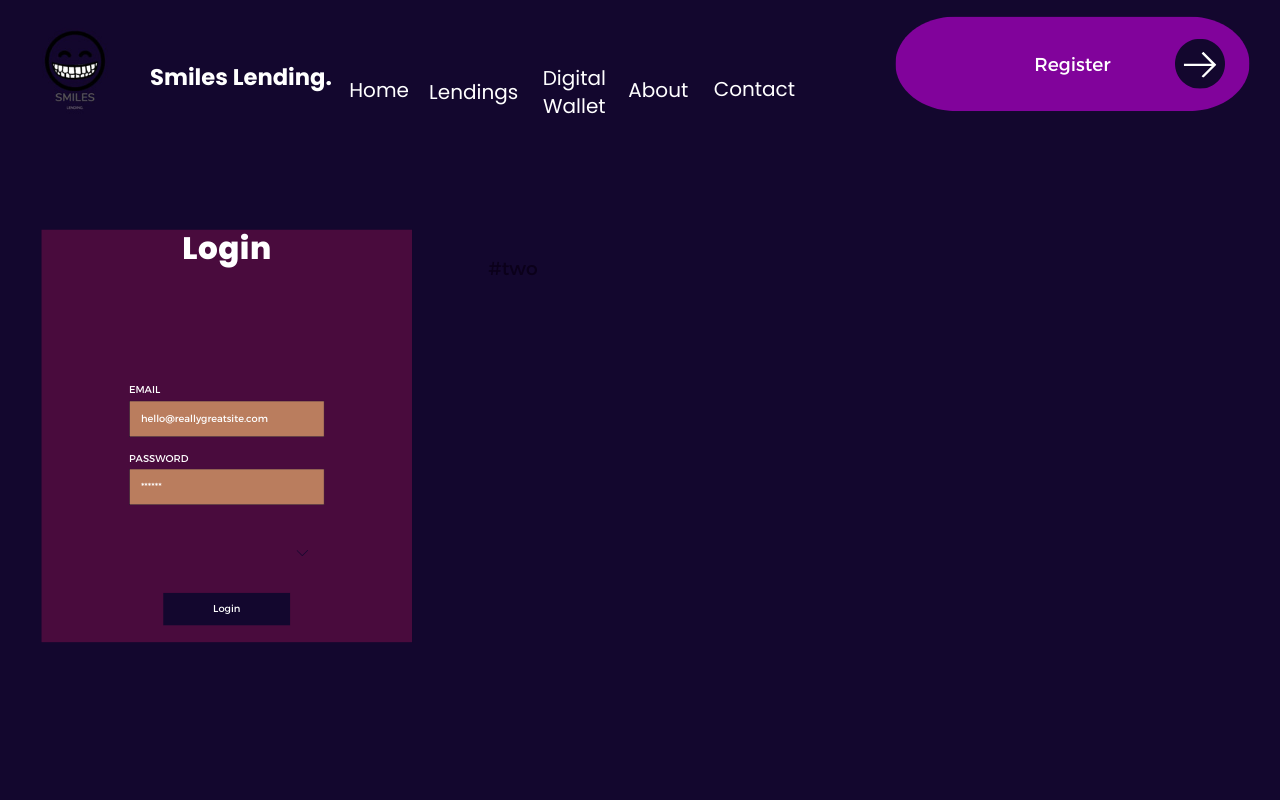 SMILES
LENDING
Smiles Lending.
Home
Lendings
Digital
Wallet
About
Contact
Register
Login
#two
EMAIL
hello@reallygreatsite.com
PASSWORD
******
Login